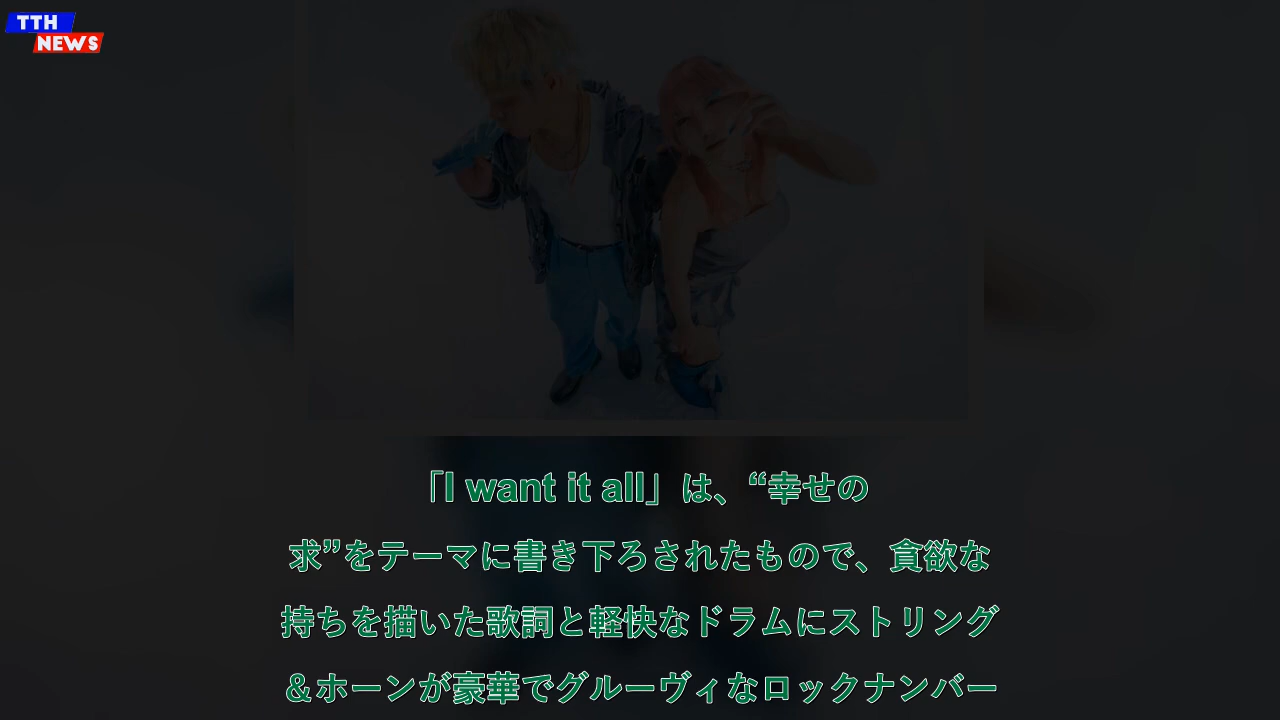 TTH
NEWS
「I want it all」は、“幸せの
求”をテーマに書き下ろされたもので、貪欲な
持ちを描いた歌詞と軽快なドラムにストリング
＆ホーンが豪華でグルーヴィなロックナンバー